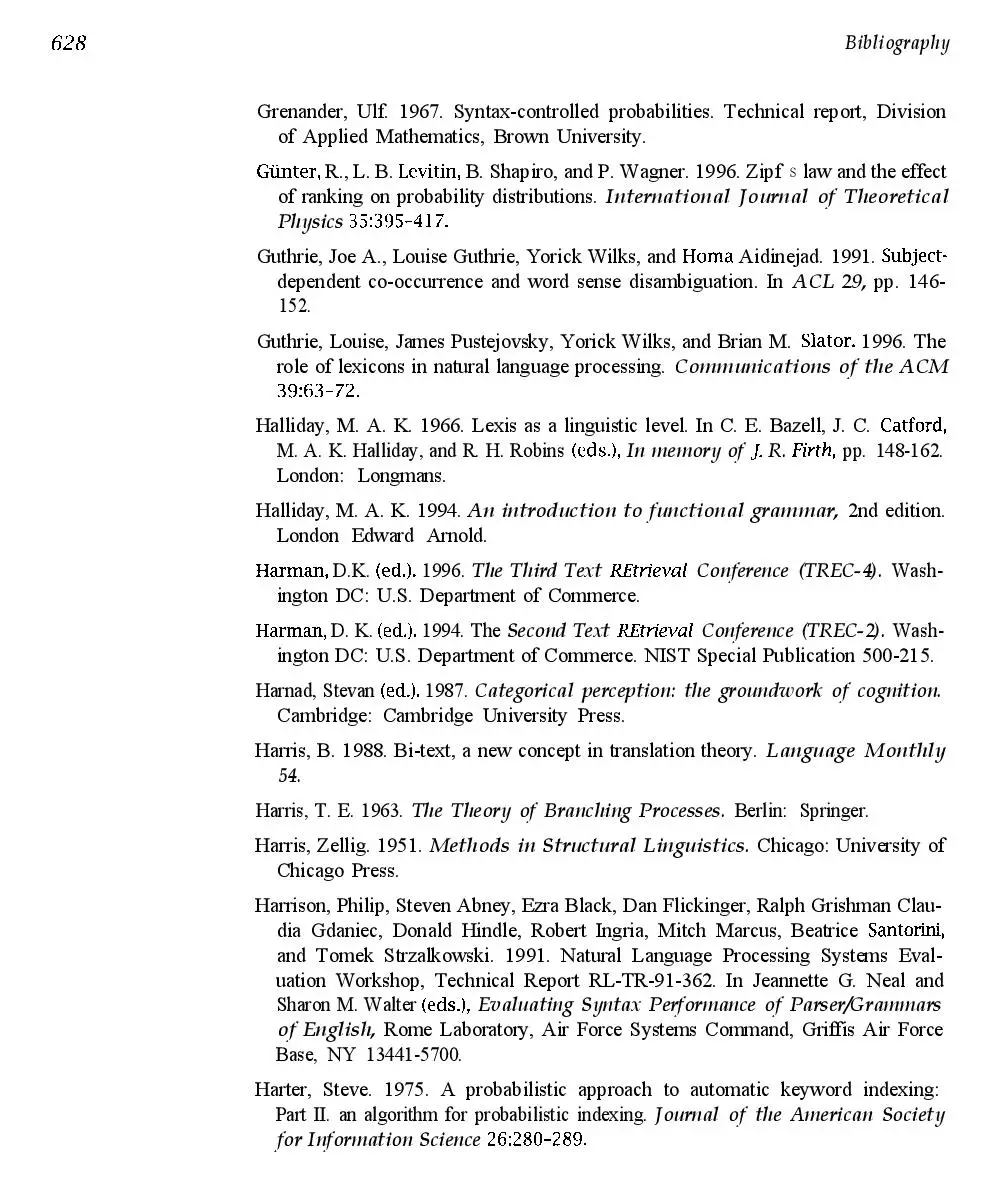 628
Bibliography
Grenander, Ulf. 1967. Syntax-controlled probabilities. Technical report, Division
of Applied Mathematics, Brown University.
Günter, R., L. B. Levitin, B. Shapiro, and P. Wagner. 1996. Zipf s law and the effect
of ranking on probability distributions. International Journal of Theoretical
Physics 35:395-417.
Guthrie, Joe A., Louise Guthrie, Yorick Wilks, and Homa Aidinejad. 1991. Subject-
dependent co-occurrence and word sense disambiguation. In ACL 29, pp. 146-
152.
Guthrie, Louise, James Pustejovsky, Yorick Wilks, and Brian M. Slator. 1996. The
role of lexicons in natural language processing. Communications of the ACM
39:63-72.
Halliday, M. A. K. 1966. Lexis as a linguistic level. In C. E. Bazell, J. C. Catford,
M. A. K. Halliday, and R. H. Robins (eds.), In memory of J. R. Firth, pp. 148-162.
London: Longmans.
Halliday, M. A. K. 1994. An introduction to functional grammar, 2nd edition.
London Edward Arnold.
Harman, D.K. (ed.). 1996. The Third Text REtrieval Conference (TREC-4). Wash-
ington DC: U.S. Department of Commerce.
Harman, D. K. (ed.). 1994. The Second Text REtrieval Conference (TREC-2). Wash-
ington DC: U.S. Department of Commerce. NIST Special Publication 500-215.
Harnad, Stevan (ed.). 1987. Categorical perception: the groundwork of cognition.
Cambridge: Cambridge University Press.
Harris, B. 1988. Bi-text, a new concept in translation theory. Language Monthly
54.
Harris, T. E. 1963. The Theory of Branching Processes. Berlin: Springer.
Harris, Zellig. 1951. Methods in Structural Linguistics. Chicago: University of
Chicago Press.
Harrison, Philip, Steven Abney, Ezra Black, Dan Flickinger, Ralph Grishman Clau-
dia Gdaniec, Donald Hindle, Robert Ingria, Mitch Marcus, Beatrice Santorini,
and Tomek Strzalkowski. 1991. Natural Language Processing Systems Eval-
uation Workshop, Technical Report RL-TR-91-362. In Jeannette G. Neal and
Sharon M. Walter (eds.), Evaluating Syntax Performance of Parser/Grammars
of English, Rome Laboratory, Air Force Systems Command, Griffis Air Force
Base, NY 13441-5700.
Harter, Steve. 1975. A probabilistic approach to automatic keyword indexing:
Part II. an algorithm for probabilistic indexing. Journal of the American Society
for Information Science 26:280-289.